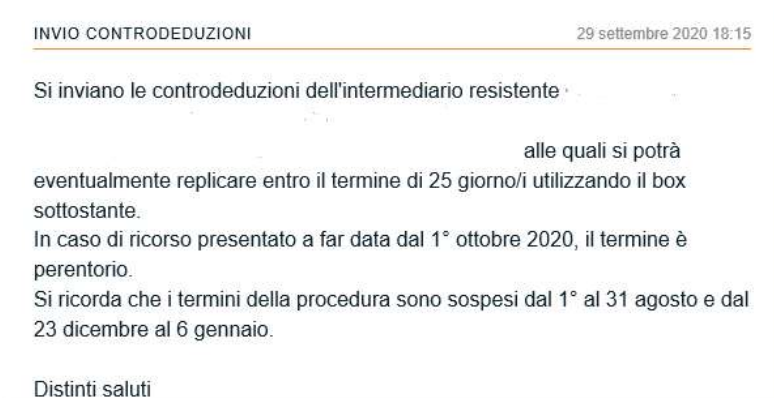 INVIO CONTRODEDUZIONI 29 settembre 2020 18:15
Si inviano le controdeduzioni dell'intermediario resistente
alle quali si potrà
eventualmente replicare entro il termine di 25 giorno/i utilizzando il box
sottostante.
In caso di ricorso presentato a far data dal 1° ottobre 2020, il termine è
perentorio.
Si ricorda che i termini della procedura sono sospesi dal 1° al 31 agosto e dal
23 dicembre al 6 gennaio.
Distinti saluti